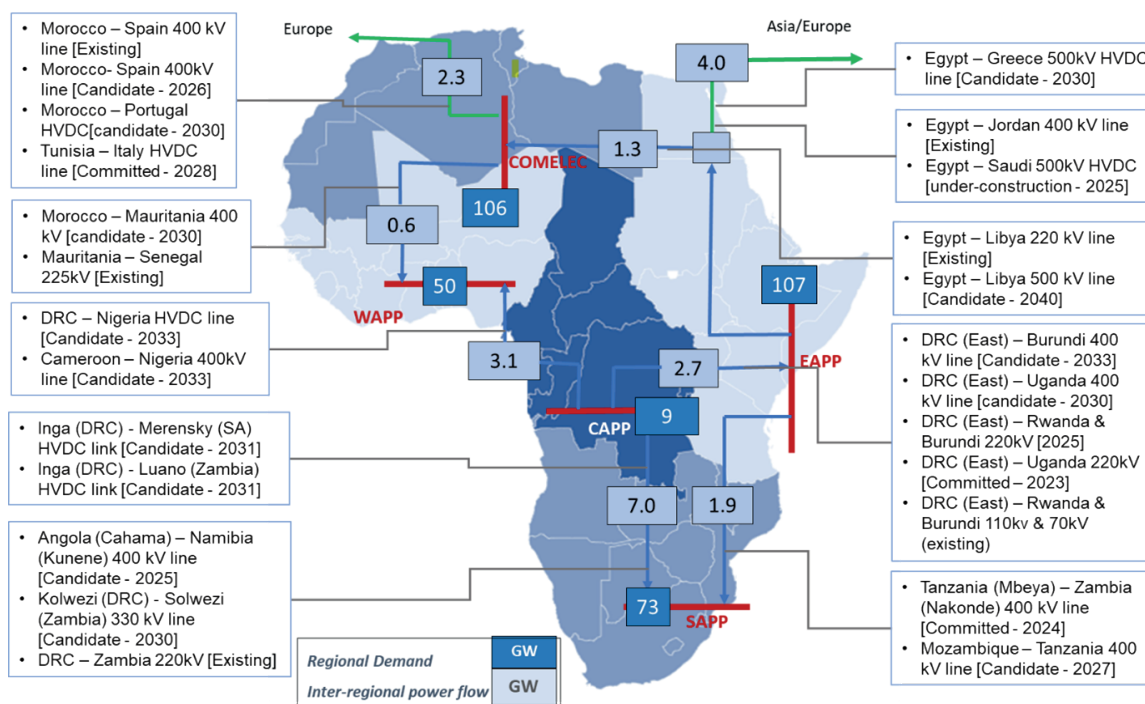 • Morocco – Spain 400 kV
line [Existing]
• Morocco- Spain 400kV
line [Candidate - 2026]
• Morocco – Portugal
HVDC[candidate - 2030]
• Tunisia – Italy HVDC
line [Committed - 2028]
• Morocco – Mauritania 400
kV [candidate - 2030]
• Mauritania – Senegal
225kV [Existing]
• DRC – Nigeria HVDC line
[Candidate - 2033]
• Cameroon – Nigeria 400kV
line [Candidate - 2033]
• Inga (DRC) - Merensky (SA)
HVDC link [Candidate - 2031]
• Inga (DRC) - Luano (Zambia)
HVDC link [Candidate - 2031]
• Angola (Cahama) – Namibia
(Kunene) 400 kV line
[Candidate - 2025]
• Kolwezi (DRC) - Solwezi
(Zambia) 330 kV line
[Candidate - 2030]
• DRC – Zambia 220kV [Existing]
Europe
Asia/Europe
2.3
4.0
1.3
COMELEC
106
0.6
50
WAPP
107
EAPP
3.1
2.7
CAPP
9
7.0
1.9
73
SAPP
Regional Demand
GW
Inter-regional power flow
GW
• Egypt – Greece 500kV HVDC
line [Candidate - 2030]
• Egypt – Jordan 400 kV line
[Existing]
• Egypt – Saudi 500kV HVDC
[under-construction - 2025]
• Egypt – Libya 220 kV line
[Existing]
• Egypt – Libya 500 kV line
[Candidate - 2040]
• DRC (East) – Burundi 400
kV line [Candidate - 2033]
• DRC (East) – Uganda 400
kV line [candidate - 2030]
• DRC (East) – Rwanda &
Burundi 220kV [2025]
• DRC (East) – Uganda 220kV
[Committed - 2023]
• DRC (East) – Rwanda &
Burundi 110kv & 70kV
(existing)
• Tanzania (Mbeya) – Zambia
(Nakonde) 400 kV line
[Committed - 2024]
• Mozambique – Tanzania 400
kV line [Candidate - 2027]